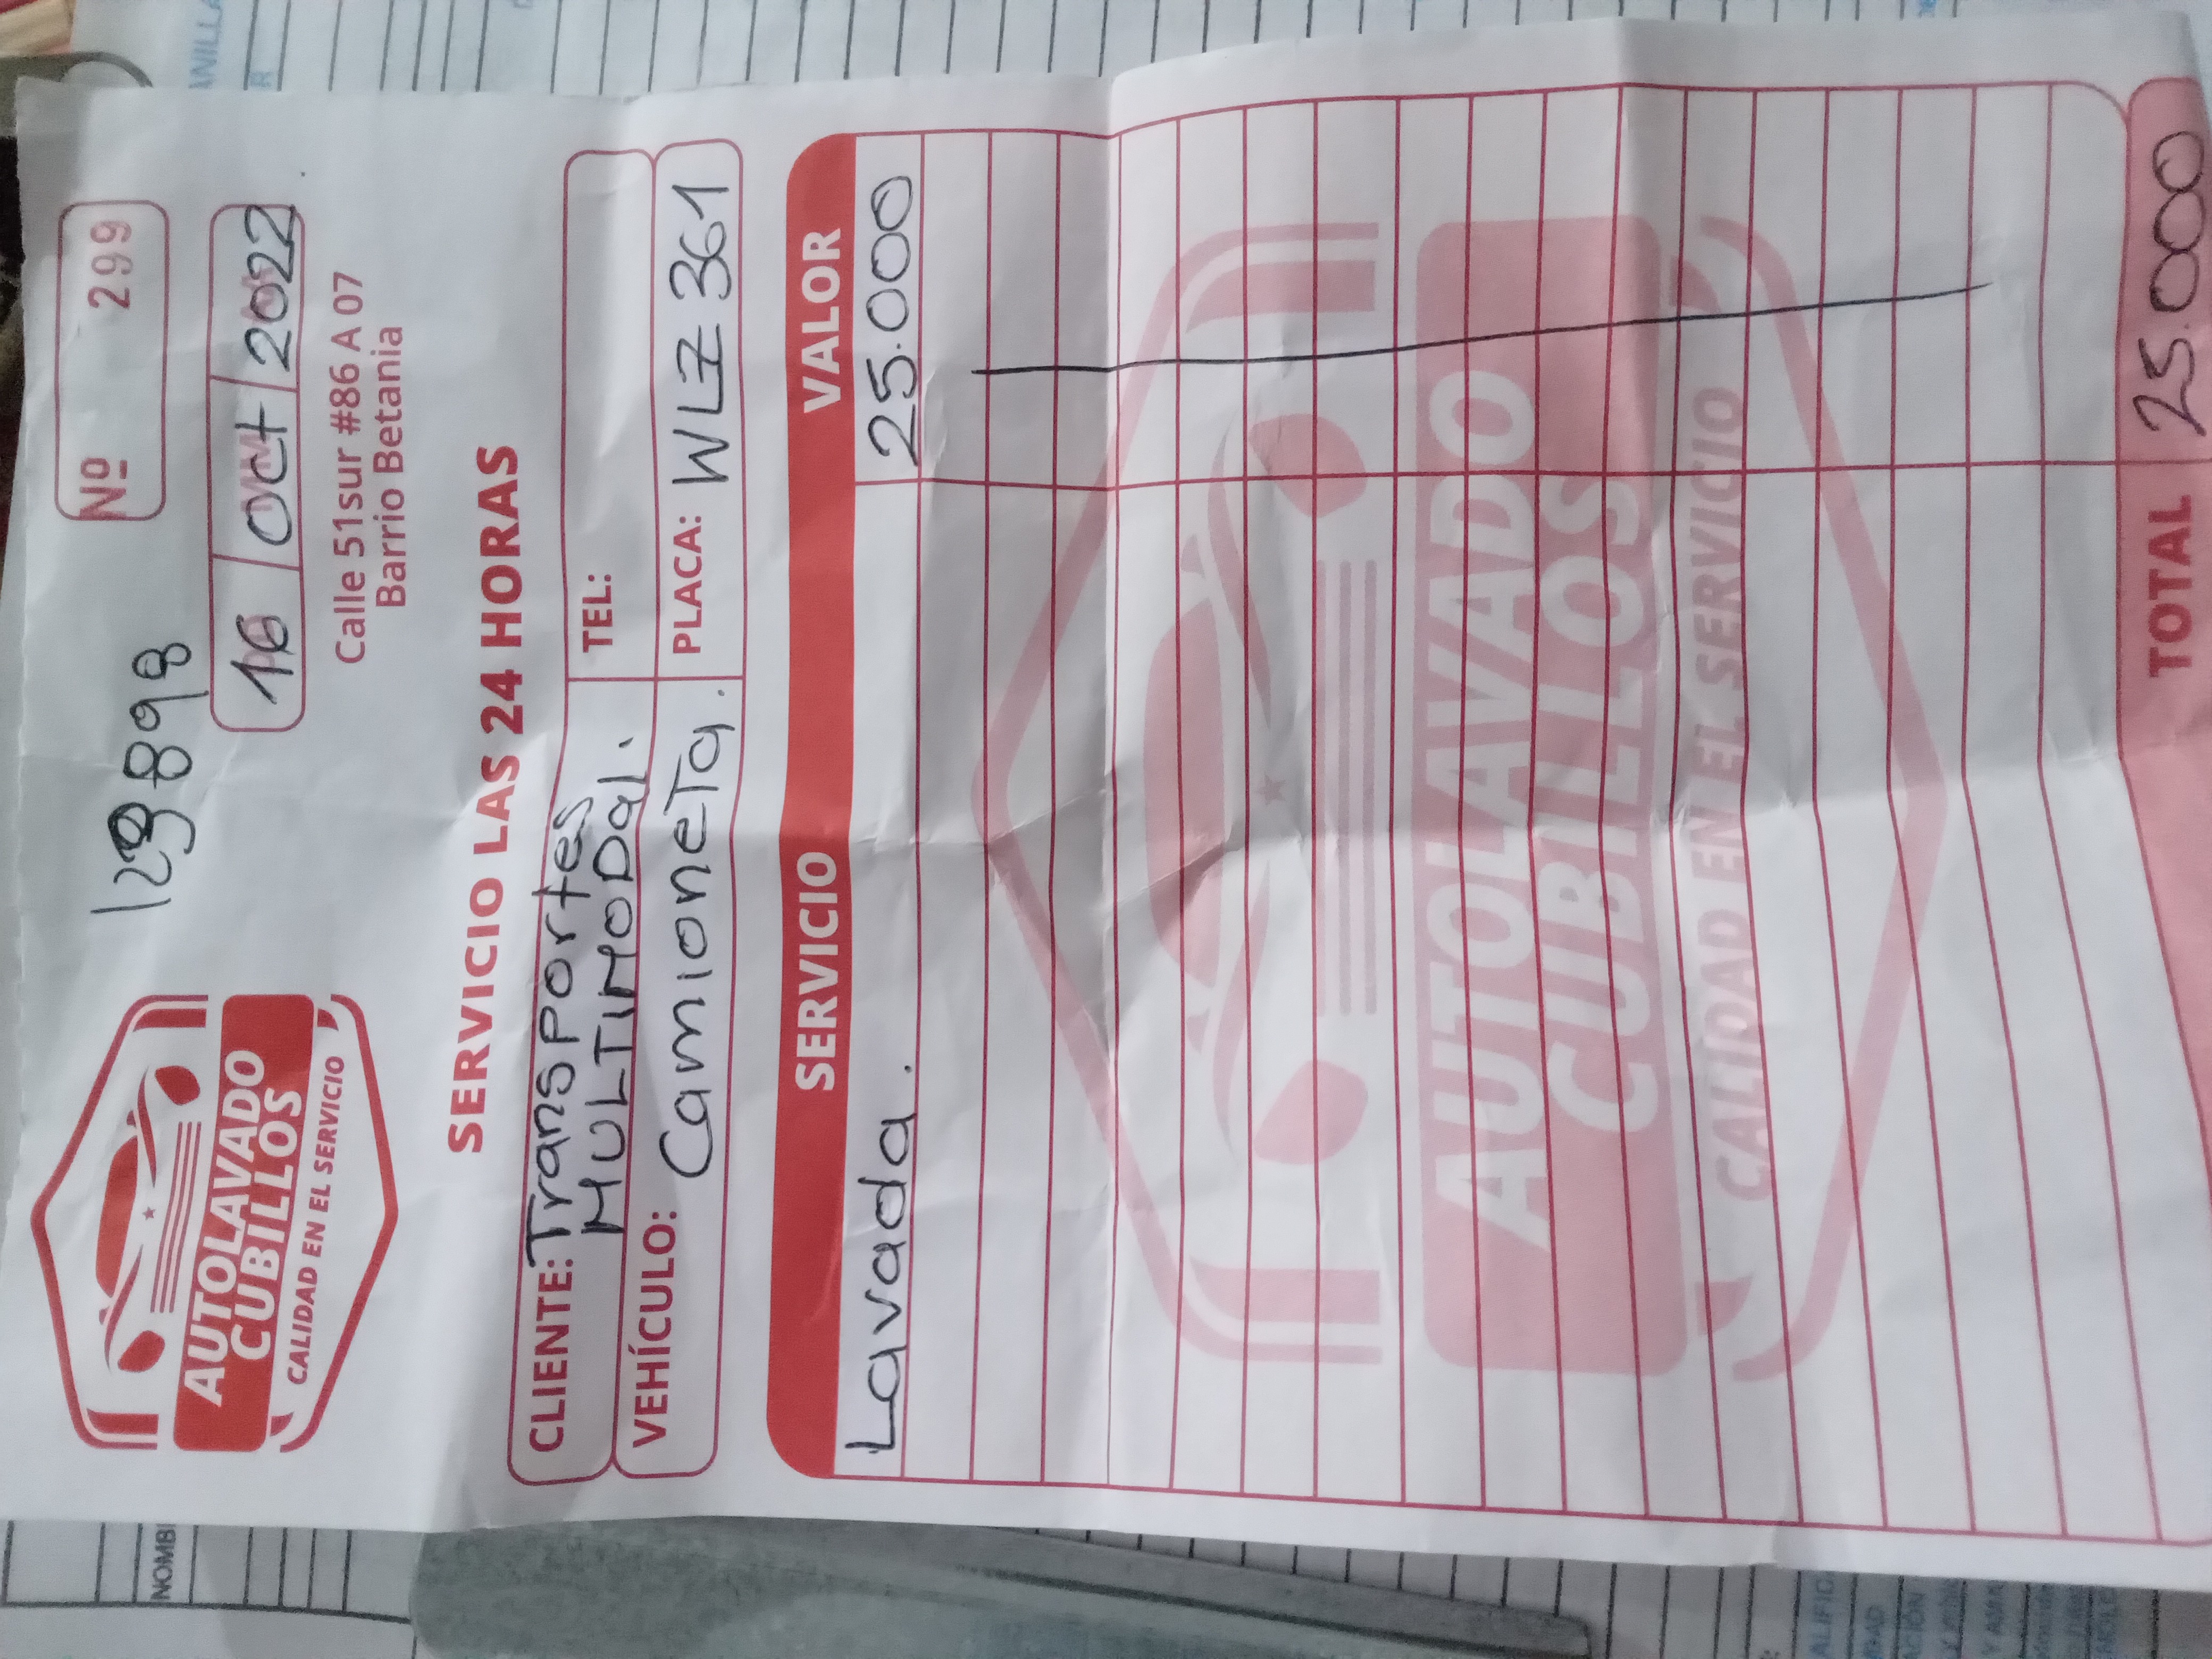 AUTOLAVADO
CUBILLOS
CALIDAD EN EL SERVICIO
Nº 299
16 Oct 2022
Calle 51sur #86 A 07
Barrio Betania
SERVICIO LAS 24 HORAS
CLIENTE: Transportes
MULTIMODal.
TEL:
VEHÍCULO: CamioneTa.
PLACA: WLZ 361
SERVICIO VALOR
Lavada. 25.000
AUTOLAVADO
CUBILLOS
CALIDAD EN EL SERVICIO
TOTAL 25.000
NOMB